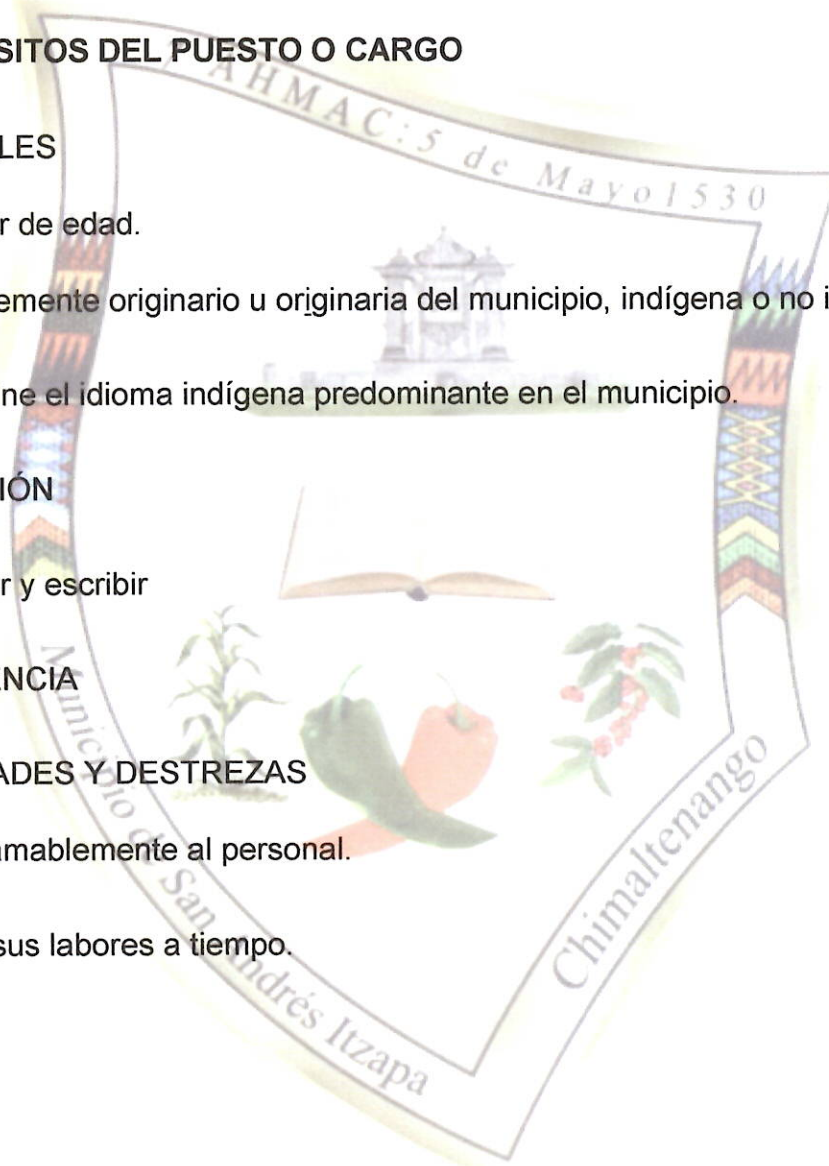 SITOS DEL PUESTO O CARGO
AHMAC: 5 de Mayo 1530
LES
r de edad.
emente originario u originaria del municipio, indígena o no i
ne el idioma indígena predominante en el municipio.
IÓN
r y escribir
ENCIA
ADES Y DESTREZAS
amablemente al personal.
sus labores a tiempo.
Municipio de San Andrés Itzapa
Chimaltenango